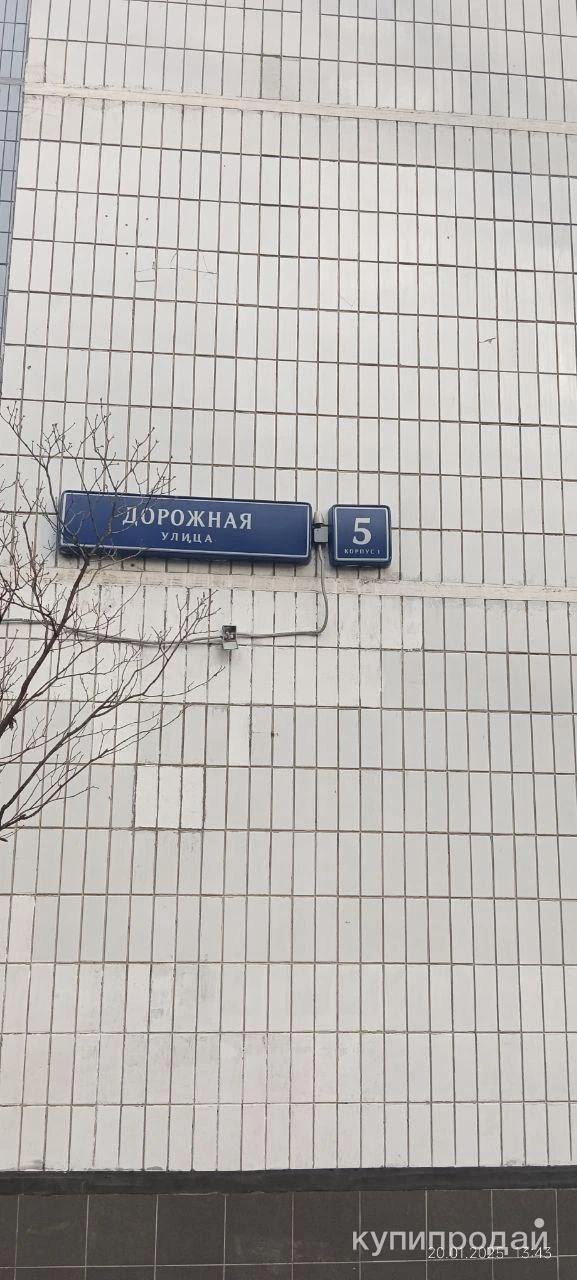 ДОРОЖНАЯ
УЛИЦА
5
КОРПУС 1
купипродай
20.01.2025 13:43